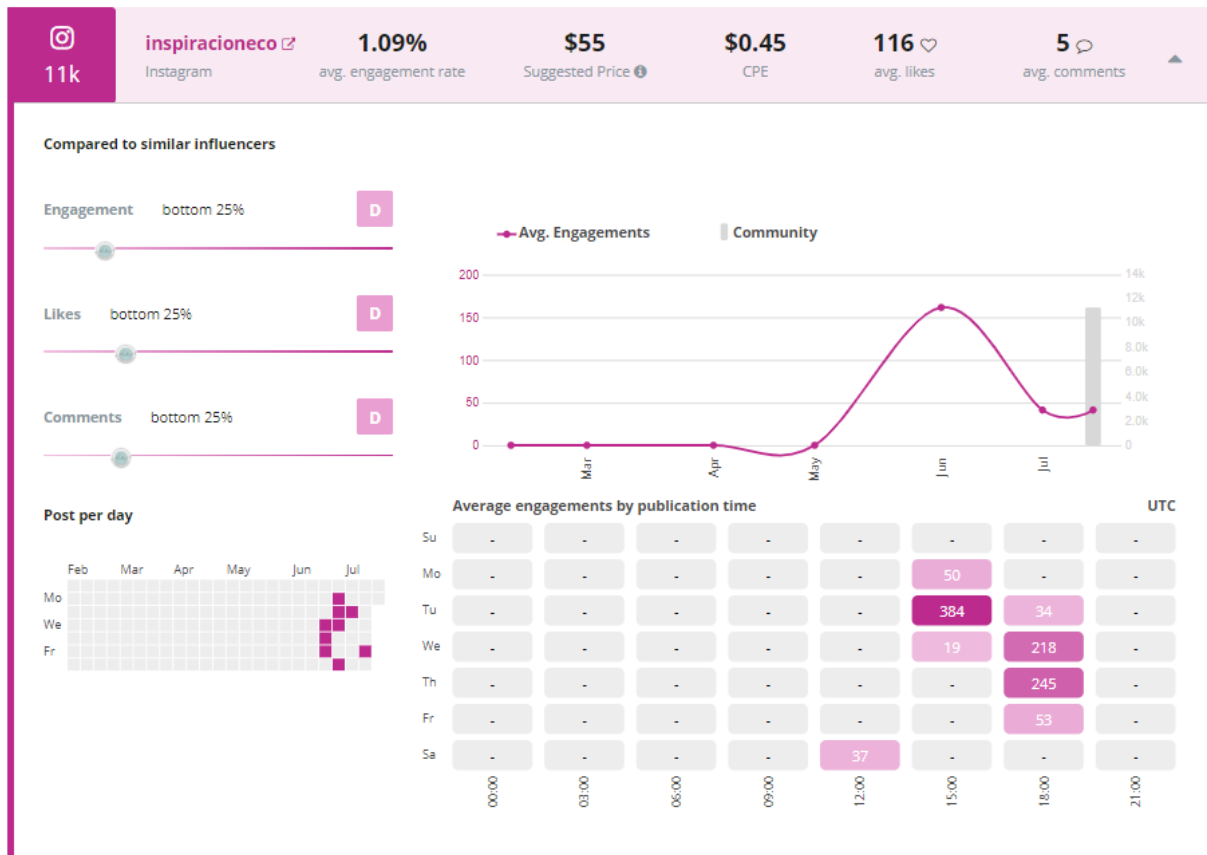 11k
inspiracioneco
Instagram
1.09%
avg. engagement rate
$55
Suggested Price
$0.45
CPE
116
avg. likes
5
avg. comments
Compared to similar influencers
Engagement bottom 25% D
Likes bottom 25% D
Comments bottom 25% D
Avg. Engagements Community
200
150
100
50
0
14k
12k
10k
8.0k
6.0k
4.0k
2.0k
0
Mar Apr May Jun Jul
Post per day
Feb Mar Apr May Jun Jul
Mo
We
Fr
Average engagements by publication time UTC
Su - - - - - - - -
Mo - - - - - 50 - -
Tu - - - - - 384 34 -
We - - - - - 19 218 -
Th - - - - - - 245 -
Fr - - - - - - 53 -
Sa - - - - 37 - - -
00:00 03:00 06:00 09:00 12:00 15:00 18:00 21:00